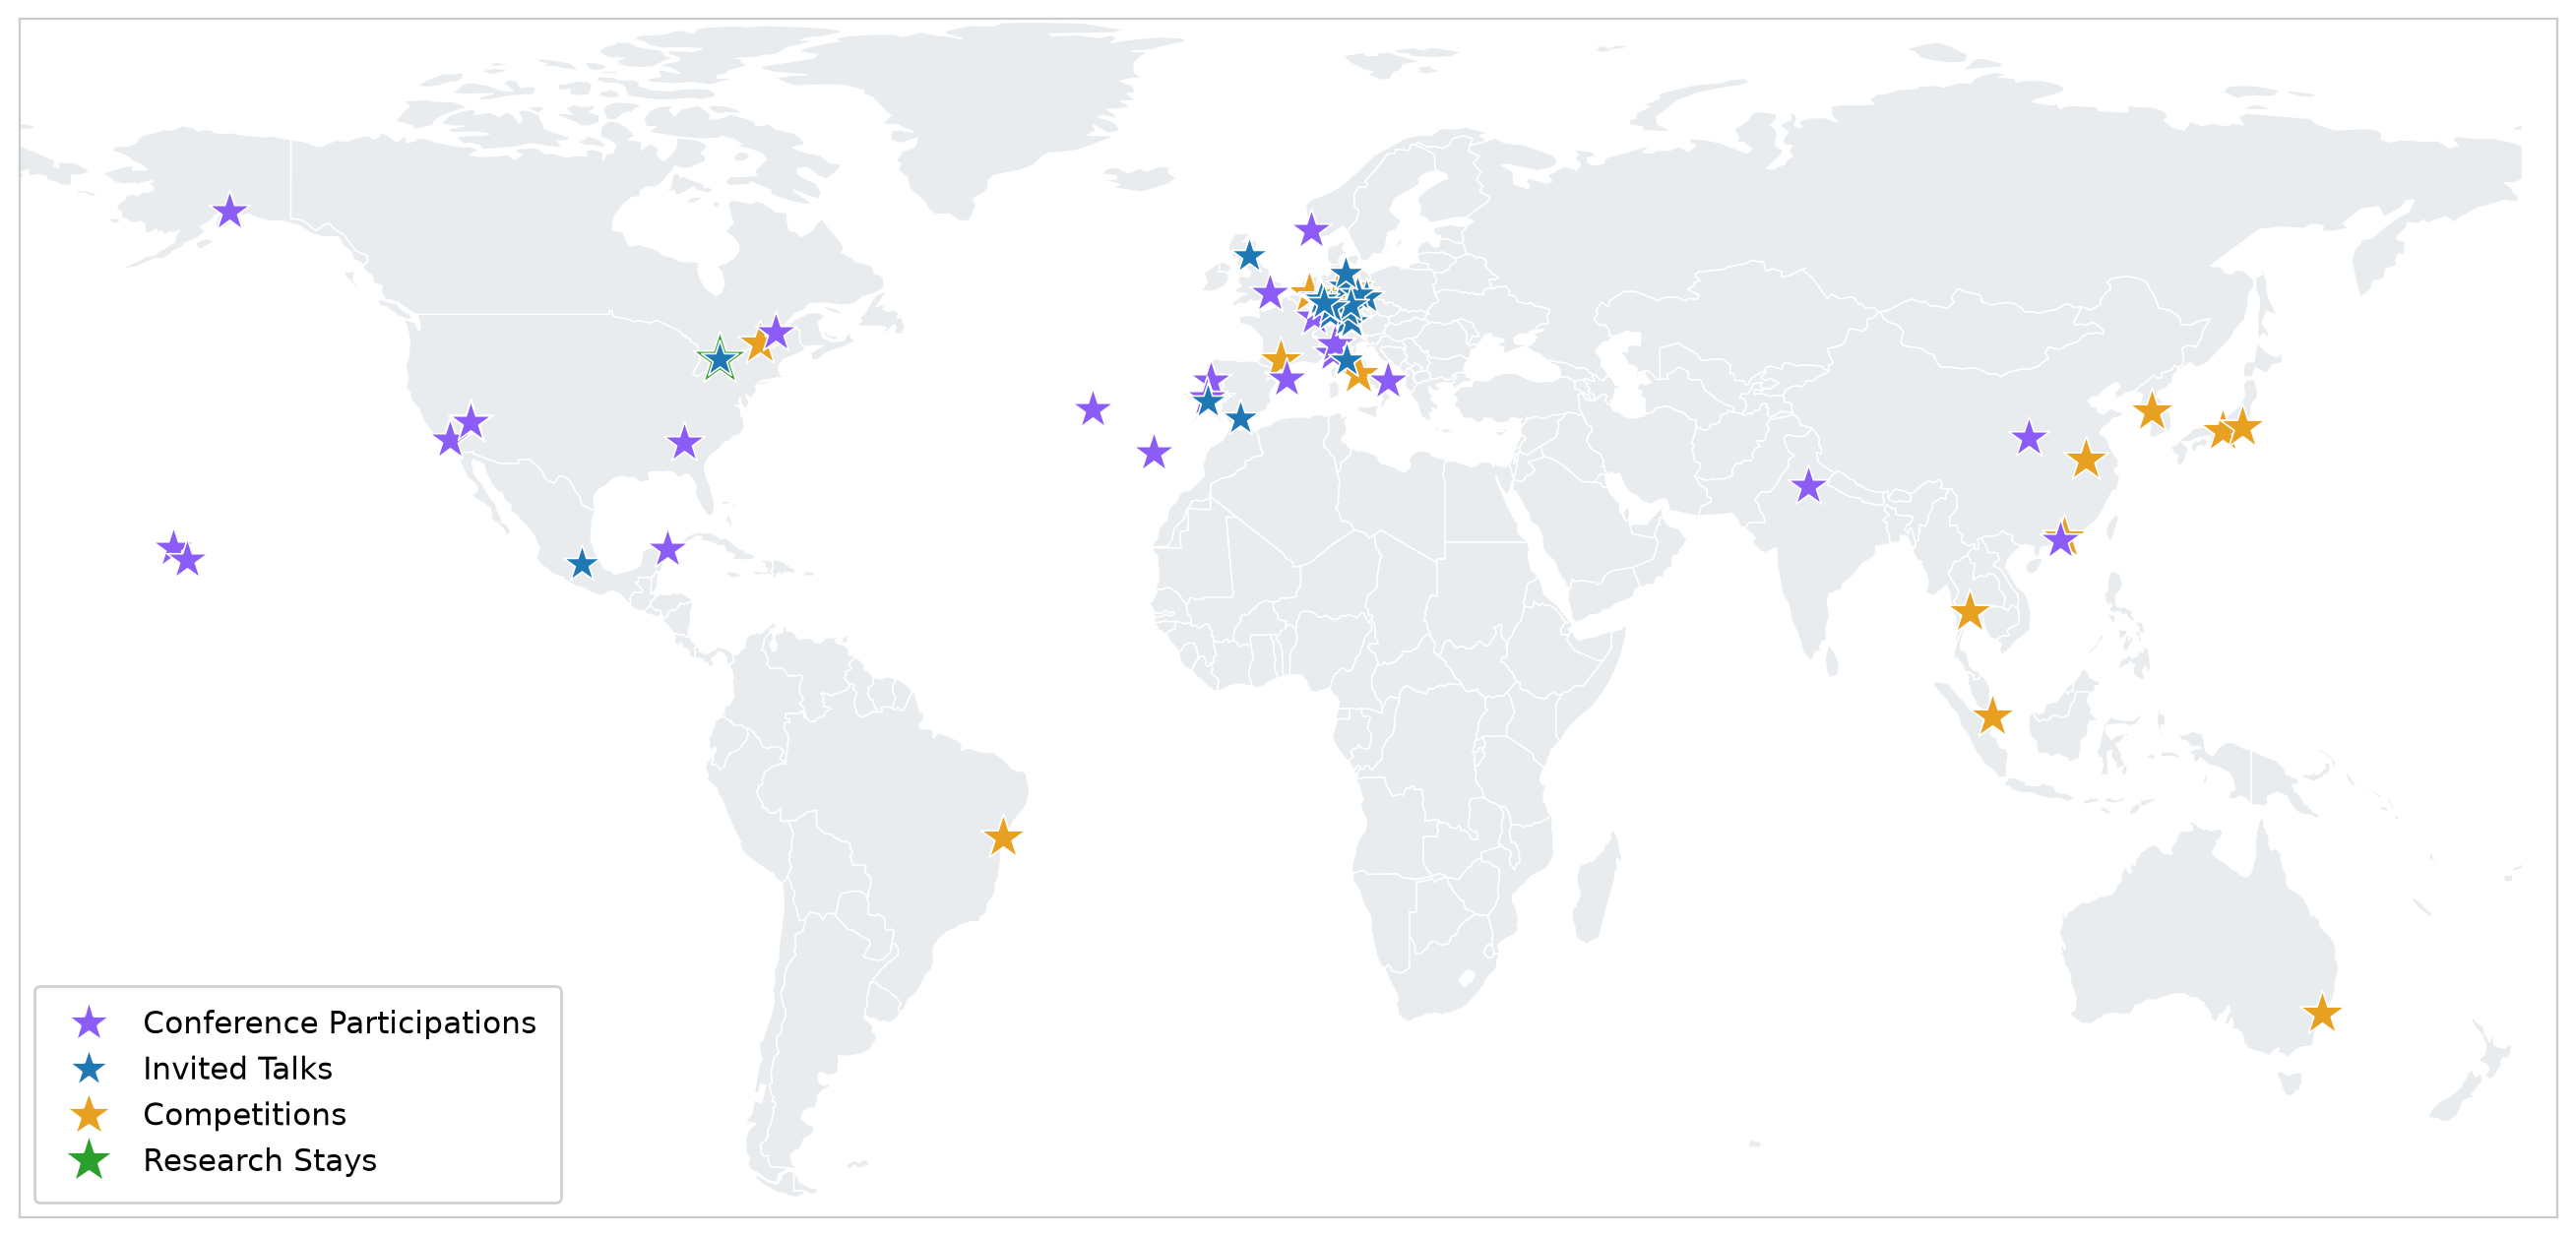 Conference Participations
Invited Talks
Competitions
Research Stays